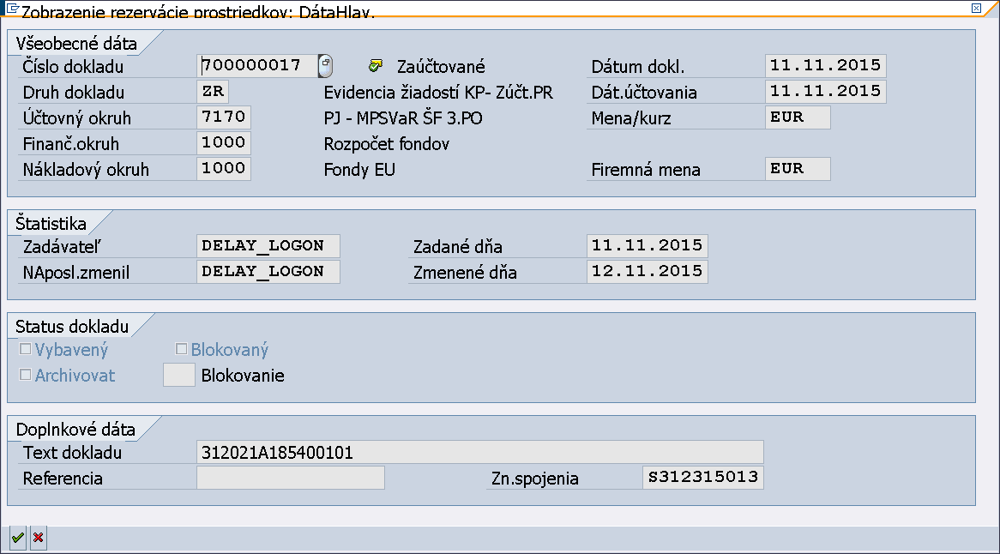 Zobrazenie rezervácie prostriedkov: DátaHlav.
Všeobecné dáta
Číslo dokladu 700000017 Zaúčtované Dátum dokl. 11.11.2015
Druh dokladu ZR Evidencia žiadostí KP- Zúčt.PR Dát.účtovania 11.11.2015
Účtovný okruh 7170 PJ - MPSVaR ŠF 3.PO Mena/kurz EUR
Finanč.okruh 1000 Rozpočet fondov
Nákladový okruh 1000 Fondy EU Firemná mena EUR
Štatistika
Zadávateľ DELAY_LOGON Zadané dňa 11.11.2015
NAposl.zmenil DELAY_LOGON Zmenené dňa 12.11.2015
Status dokladu
Vybavený Blokovaný
Archivovat Blokovanie
Doplnkové dáta
Text dokladu 312021A185400101
Referencia Zn.spojenia S312315013